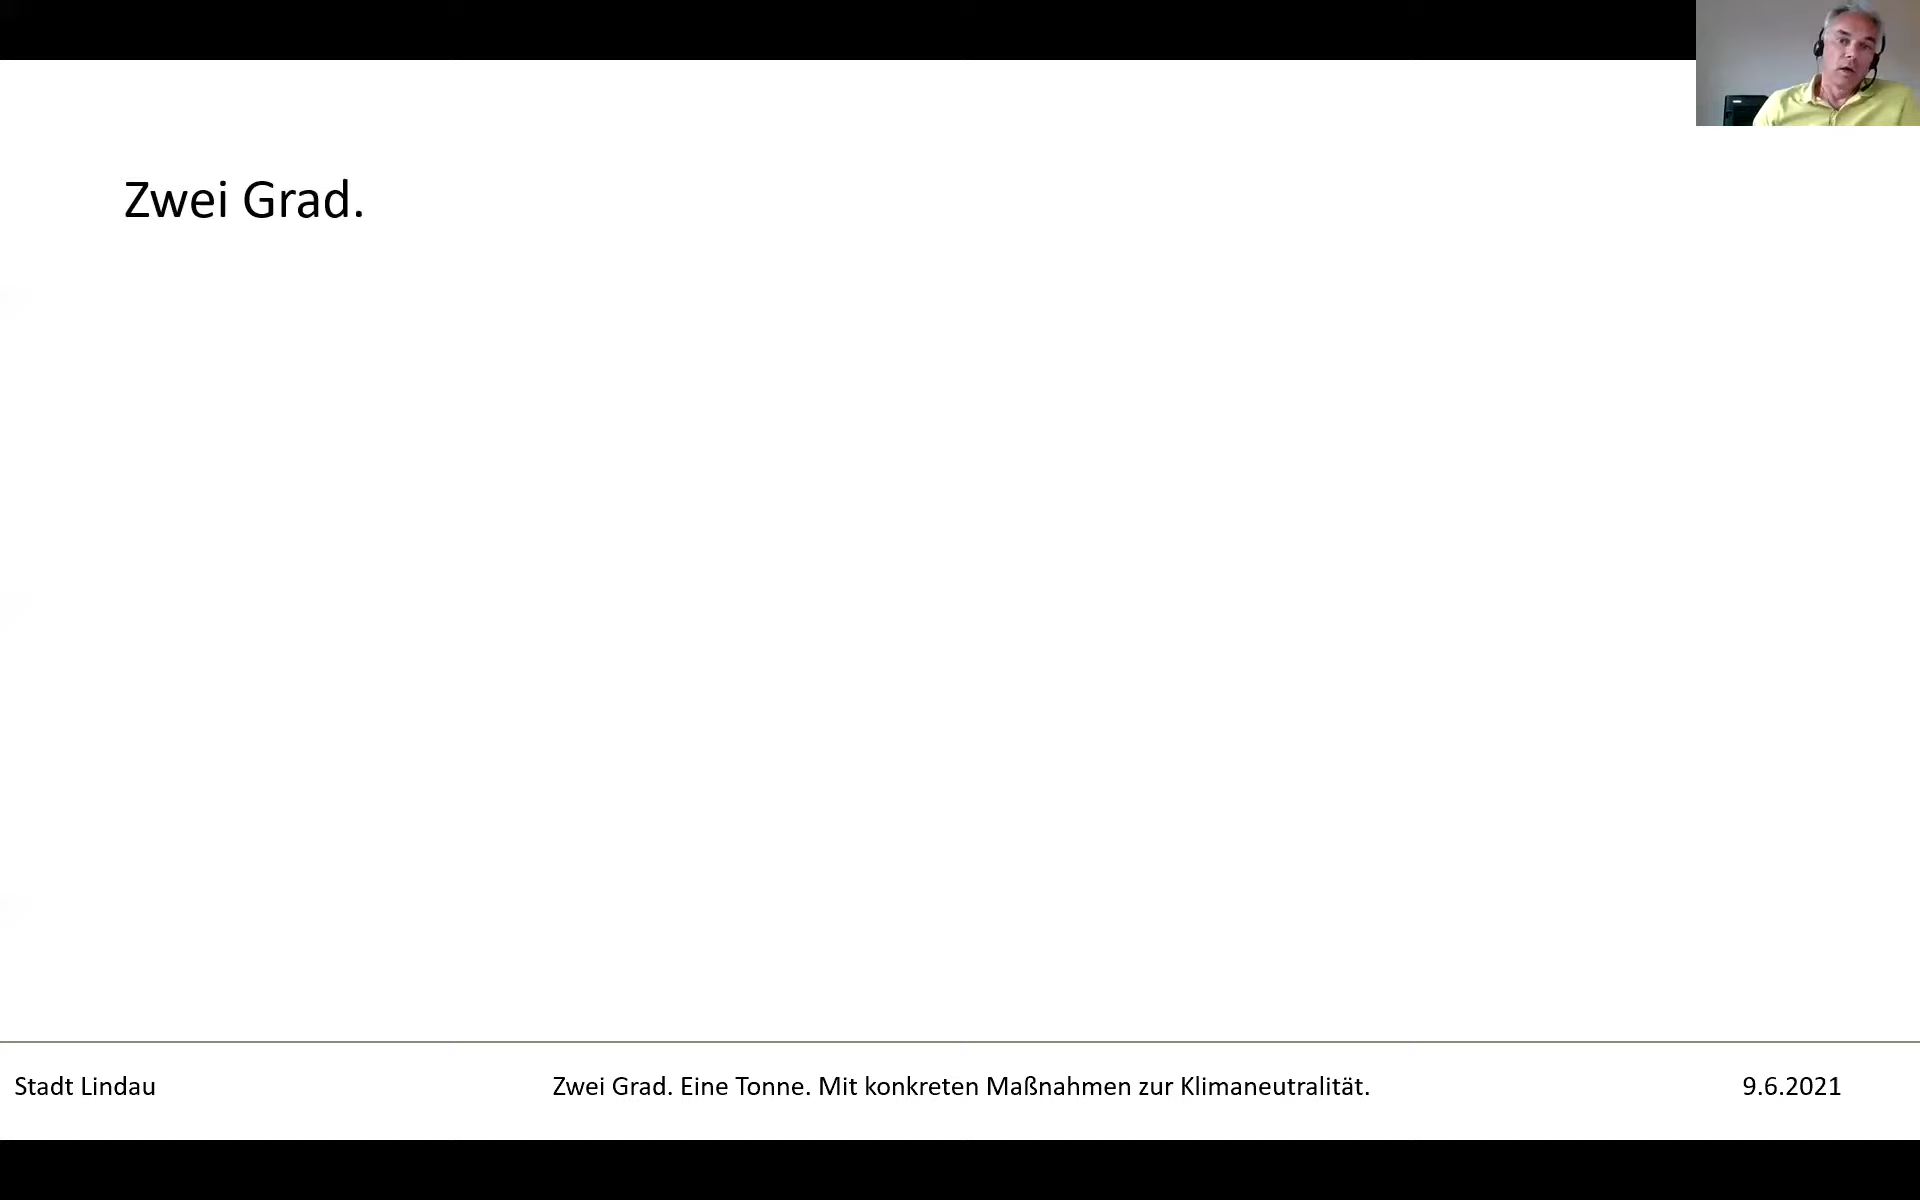 Zwei Grad.
Stadt Lindau
Zwei Grad. Eine Tonne. Mit konkreten Maßnahmen zur Klimaneutralität.
9.6.2021